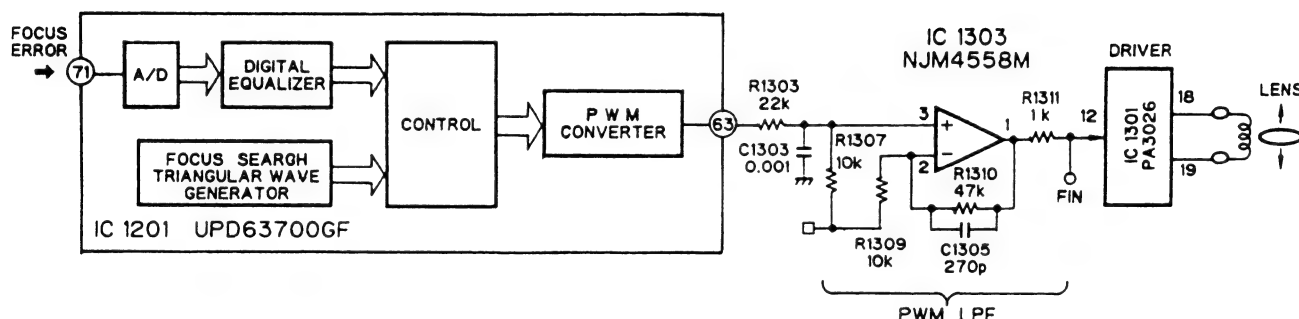 FOCUS
ERROR
71
A/D
DIGITAL
EQUALIZER
FOCUS SEARGH
TRIANGULAR WAVE
GENERATOR
CONTROL
P W M
CONVERTER
63
IC 1201 UPD63700GF
R1303
22k
C1303
0.001
R1307
10k
R1309
10k
IC 1303
NJM4558M
3
+
−
2
1
R1310
47k
C1305
270p
R1311
1k
12
FIN
DRIVER
IC 1301
PA3026
18
19
LENS
PWM LPF